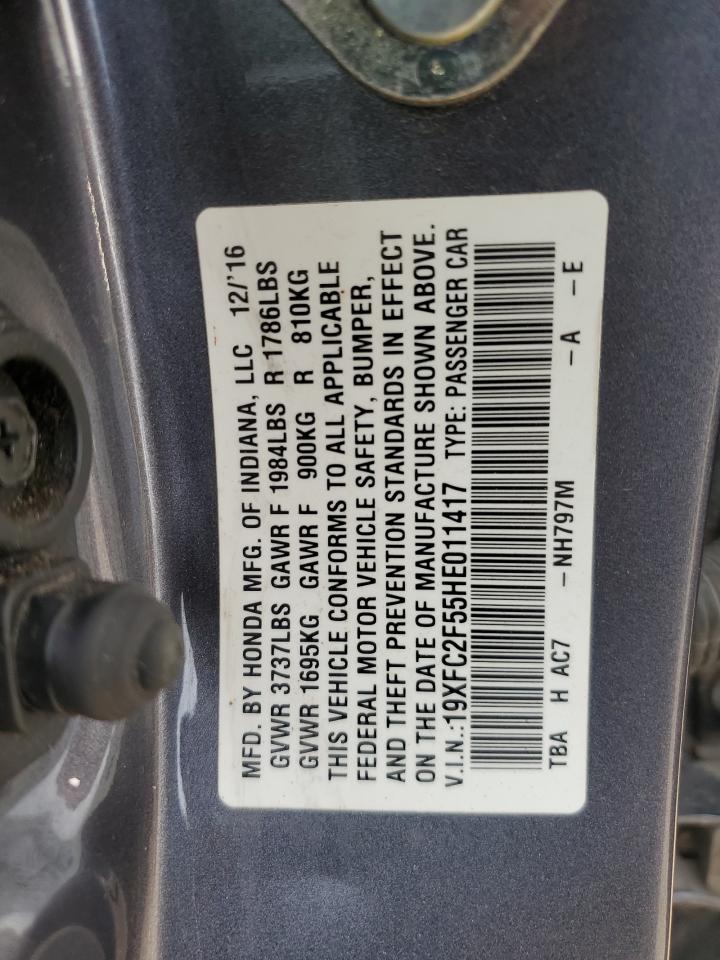 MFD. BY HONDA MFG. OF INDIANA, LLC 12/'16
GVWR 3737LBS GAWR F 1984LBS R 1786LBS
GVWR 1695KG GAWR F 900KG R 810KG
THIS VEHICLE CONFORMS TO ALL APPLICABLE
FEDERAL MOTOR VEHICLE SAFETY, BUMPER,
AND THEFT PREVENTION STANDARDS IN EFFECT
ON THE DATE OF MANUFACTURE SHOWN ABOVE.
V.I.N.:19XFC2F55HE011417 TYPE: PASSENGER CAR
TBA H AC7 -NH797M -A -E